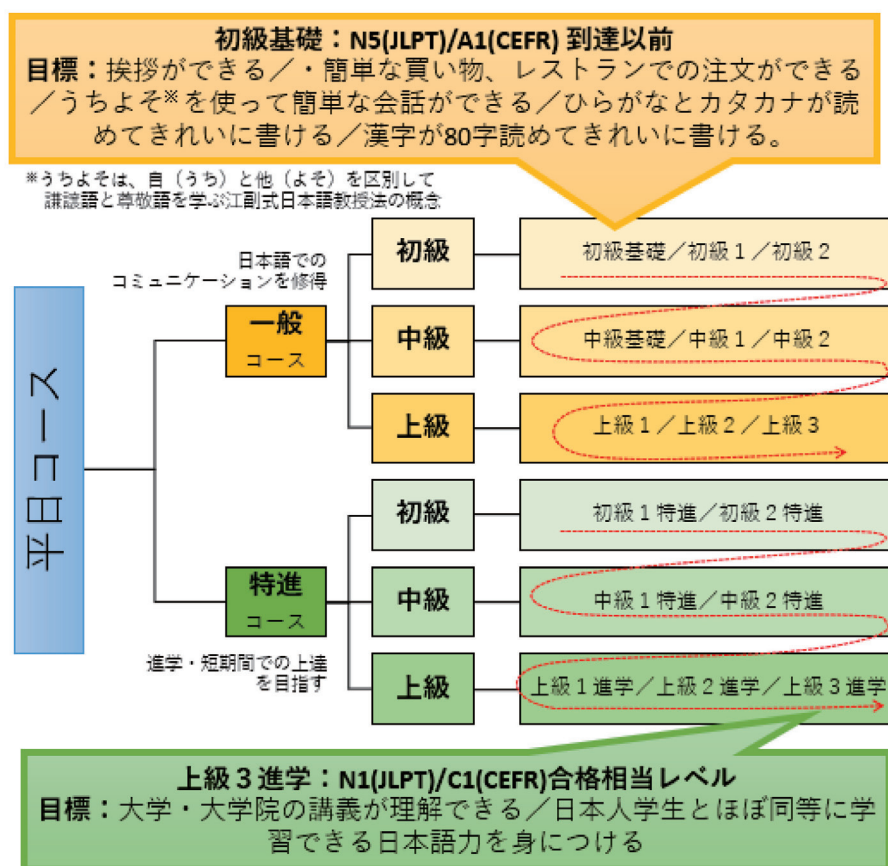 初級基礎：N5(JLPT)/A1(CEFR) 到達以前
目標：挨拶ができる／・簡単な買い物、レストランでの注文ができる
／うちよそ※を使って簡単な会話ができる／ひらがなとカタカナが読
めてきれいに書ける／漢字が80字読めてきれいに書ける。
※うちよそは、自（うち）と他（よそ）を区別して
謙譲語と尊敬語を学ぶ江副式日本語教授法の概念
平日コース
日本語での
コミュニケーションを修得
一般
コース
初級
初級基礎／初級１／初級２
中級
中級基礎／中級１／中級２
上級
上級１／上級２／上級３
特進
コース
進学・短期間での上達
を目指す
初級
初級１特進／初級２特進
中級
中級１特進／中級２特進
上級
上級１進学／上級２進学／上級３進学
上級３進学：N1(JLPT)/C1(CEFR)合格相当レベル
目標：大学・大学院の講義が理解できる／日本人学生とほぼ同等に学
習できる日本語力を身につける